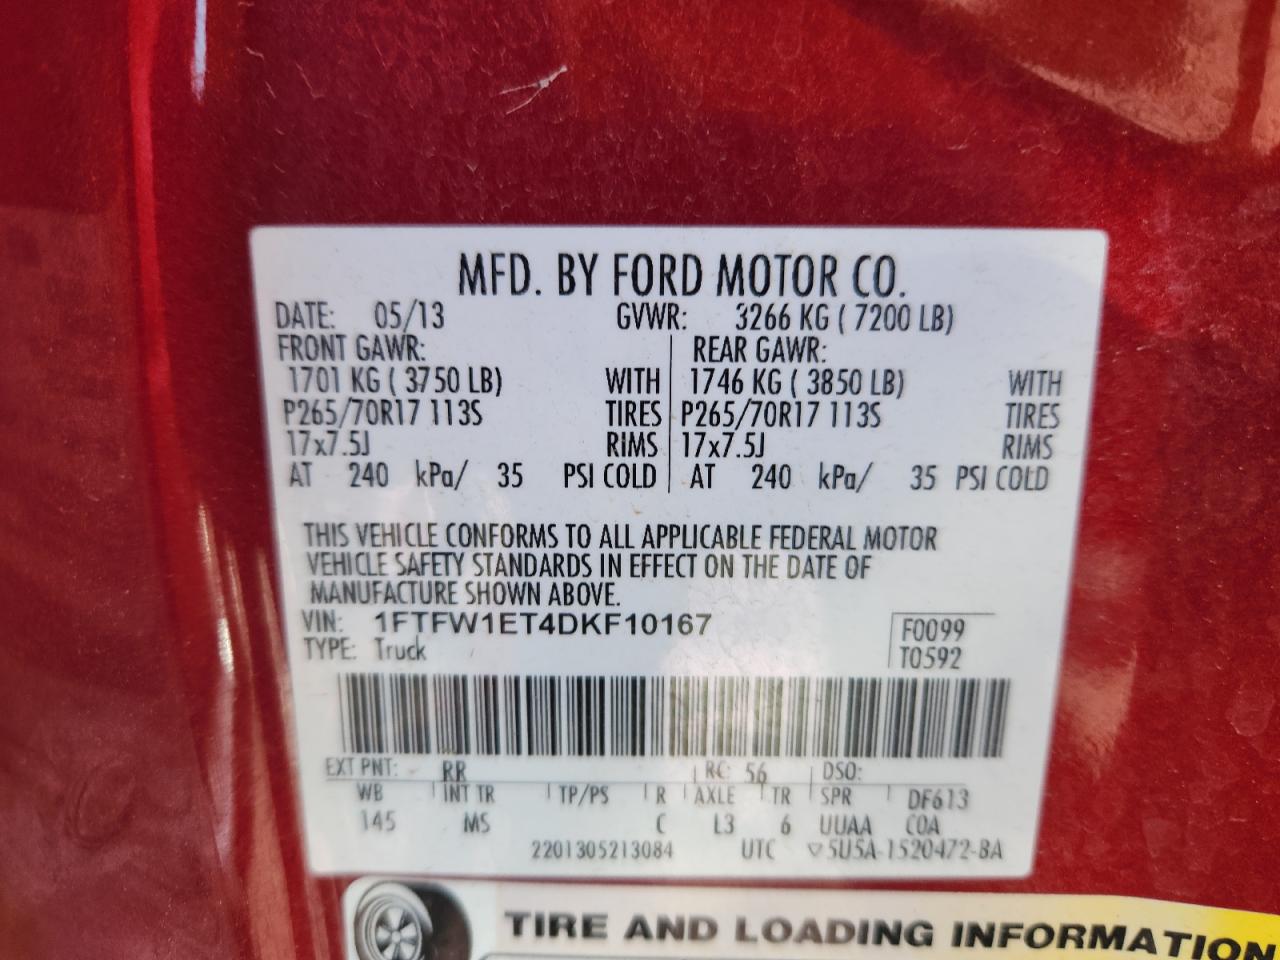 MFD. BY FORD MOTOR CO.
DATE: 05/13 GVWR: 3266 KG ( 7200 LB)
FRONT GAWR: REAR GAWR:
1701 KG ( 3750 LB) WITH 1746 KG ( 3850 LB) WITH
P265/70R17 113S TIRES P265/70R17 113S TIRES
17x7.5J RIMS 17x7.5J RIMS
AT 240 kPa/ 35 PSI COLD AT 240 kPa/ 35 PSI COLD
THIS VEHICLE CONFORMS TO ALL APPLICABLE FEDERAL MOTOR
VEHICLE SAFETY STANDARDS IN EFFECT ON THE DATE OF
MANUFACTURE SHOWN ABOVE.
VIN: 1FTFW1ET4DKF10167
F0099
TYPE: Truck
T0592
EXT PNT: RR RC: 56 DSO:
WB INT TR TP/PS R AXLE TR SPR DF613
145 MS C L3 6 UUAA COA
2201305213084 UTC ▽5U5A-1520472-BA
TIRE AND LOADING INFORMATION